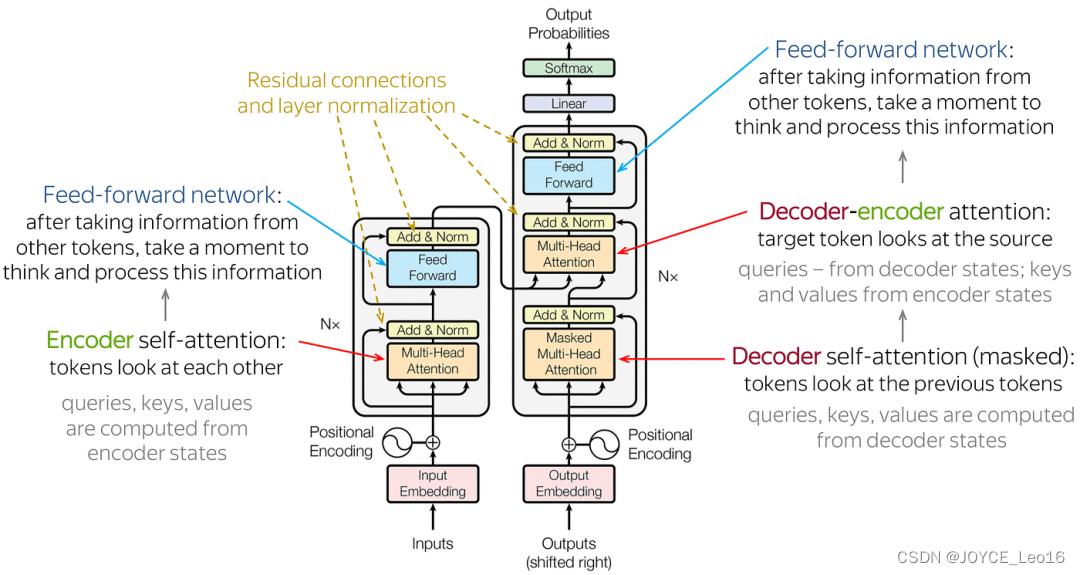 Output
Probabilities
Softmax
Linear
Add & Norm
Feed
Forward
Add & Norm
Multi-Head
Attention
Add & Norm
Masked
Multi-Head
Attention
N×
Add & Norm
Feed
Forward
Add & Norm
Multi-Head
Attention
N×
Positional
Encoding
Positional
Encoding
Input
Embedding
Output
Embedding
Inputs
Outputs
(shifted right)
Residual connections
and layer normalization
Feed-forward network:
after taking information from
other tokens, take a moment to
think and process this information
Encoder self-attention:
tokens look at each other
queries, keys, values
are computed from
encoder states
Feed-forward network:
after taking information from
other tokens, take a moment to
think and process this information
Decoder-encoder attention:
target token looks at the source
queries – from decoder states; keys
and values from encoder states
Decoder self-attention (masked):
tokens look at the previous tokens
queries, keys, values are computed
from decoder states
CSDN @JOYCE_Leo16